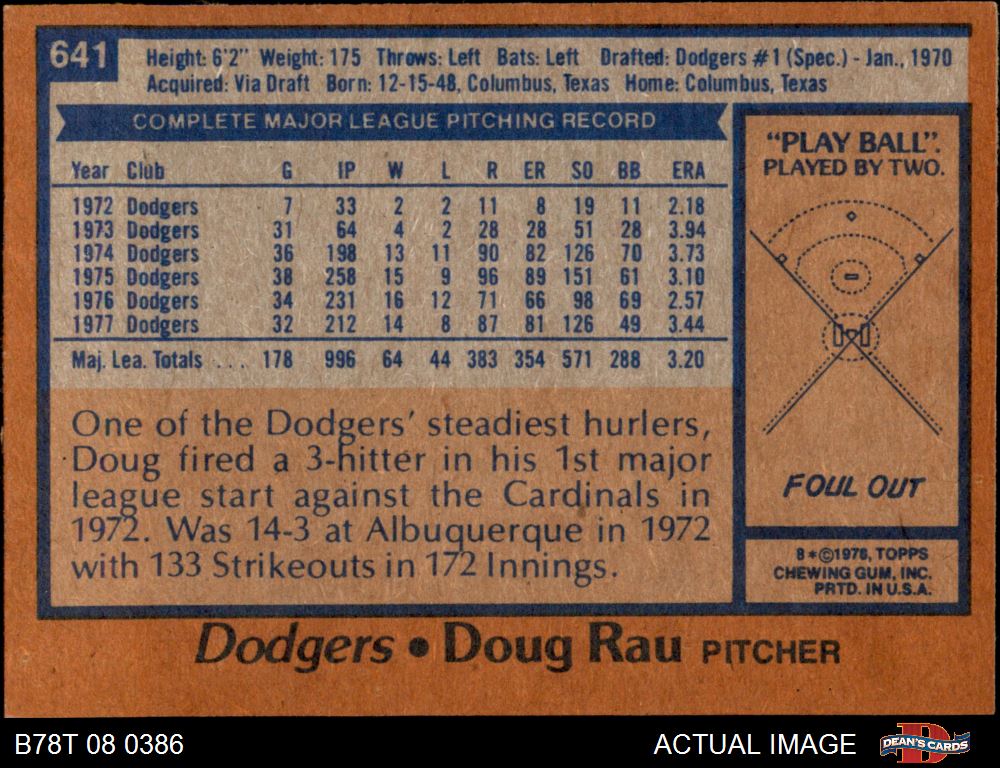 641
Height: 6'2" Weight: 175 Throws: Left Bats: Left Drafted: Dodgers #1 (Spec.) - Jan., 1970
Acquired: Via Draft Born: 12-15-48, Columbus, Texas Home: Columbus, Texas
COMPLETE MAJOR LEAGUE PITCHING RECORD
Year Club G IP W L R ER SO BB ERA
1972 Dodgers 7 33 2 2 11 8 19 11 2.18
1973 Dodgers 31 64 4 2 28 28 51 28 3.94
1974 Dodgers 36 198 13 11 90 82 126 70 3.73
1975 Dodgers 38 258 15 9 96 89 151 61 3.10
1976 Dodgers 34 231 16 12 71 66 98 69 2.57
1977 Dodgers 32 212 14 8 87 81 126 49 3.44
Maj. Lea. Totals . . . 178 996 64 44 383 354 571 288 3.20
One of the Dodgers' steadiest hurlers,
Doug fired a 3-hitter in his 1st major
league start against the Cardinals in
1972. Was 14-3 at Albuquerque in 1972
with 133 Strikeouts in 172 Innings.
"PLAY BALL".
PLAYED BY TWO.
FOUL OUT
8*©1978, TOPPS
CHEWING GUM, INC.
PRTD. IN U.S.A.
Dodgers • Doug Rau PITCHER
B78T 08 0386
ACTUAL IMAGE
D
DEAN'S CARDS